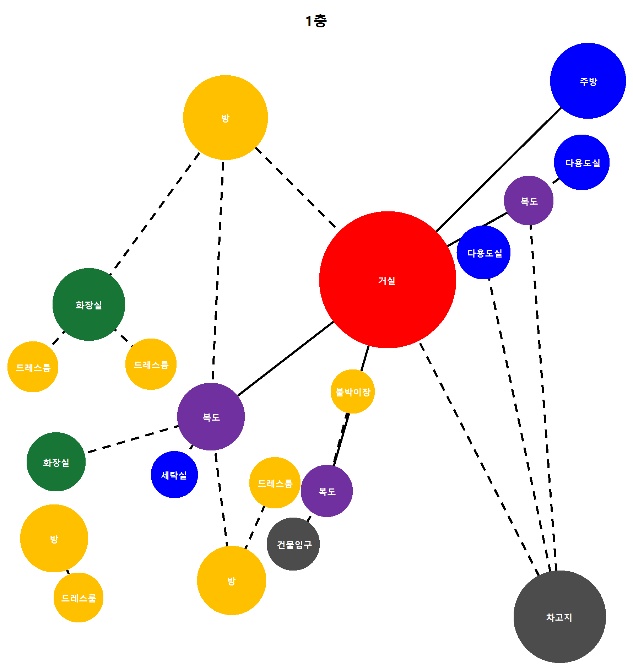 1층
주방
방
다용도실
복도
다용도실
거실
화장실
드레스룸
드레스룸
붙박이장
복도
화장실
세탁실
드레스룸
복도
방
건물입구
방
드레스룸
차고지